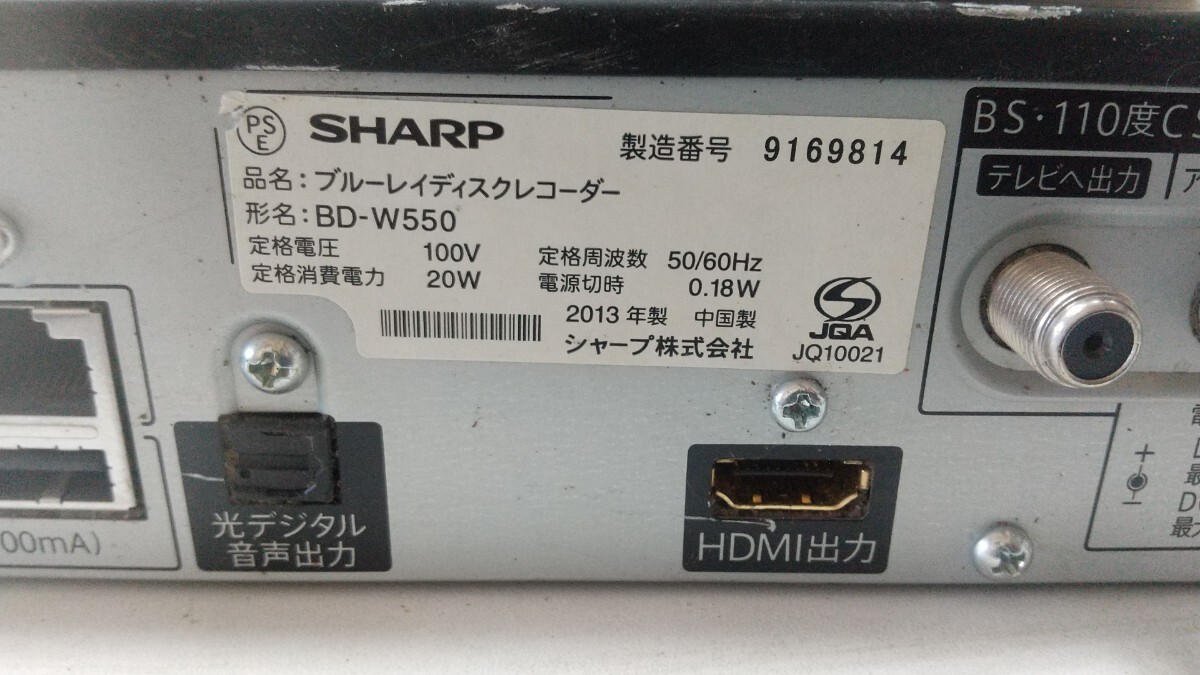 PS
E
SHARP
製造番号 9169814
品名：ブルーレイディスクレコーダー
形名：BD-W550
定格電圧 100V 定格周波数 50/60Hz
定格消費電力 20W 電源切時 0.18W
2013 年製 中国製
シャープ株式会社
JQA
JQ10021
BS・110度C
テレビへ出力
ア
光デジタル
音声出力
HDMI出力
00mA)
+
−